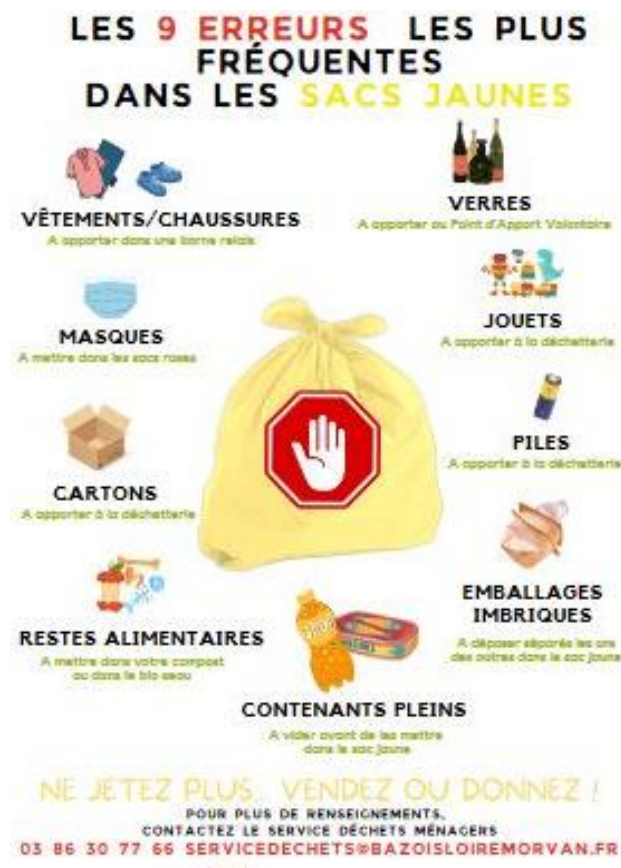 LES 9 ERREURS LES PLUS
FRÉQUENTES
DANS LES SACS JAUNES
VÊTEMENTS/CHAUSSURES
A apporter dans une borne relais
VERRES
A apporter au Point d'Apport Volontaire
MASQUES
A mettre dans les sacs roses
JOUETS
A apporter à la déchetterie
CARTONS
A apporter à la déchetterie
PILES
A apporter à la déchetterie
RESTES ALIMENTAIRES
A mettre dans votre compost
ou dans le bio seau
EMBALLAGES
IMBRIQUES
A déposer séparés les uns
des autres dans le sac jaune
CONTENANTS PLEINS
A vider avant de les mettre
dans le sac jaune
NE JETEZ PLUS, VENDEZ OU DONNEZ !
POUR PLUS DE RENSEIGNEMENTS,
CONTACTEZ LE SERVICE DÉCHETS MÉNAGERS
03 86 30 77 66 SERVICEDECHETS@BAZOISLOIREMORVAN.FR